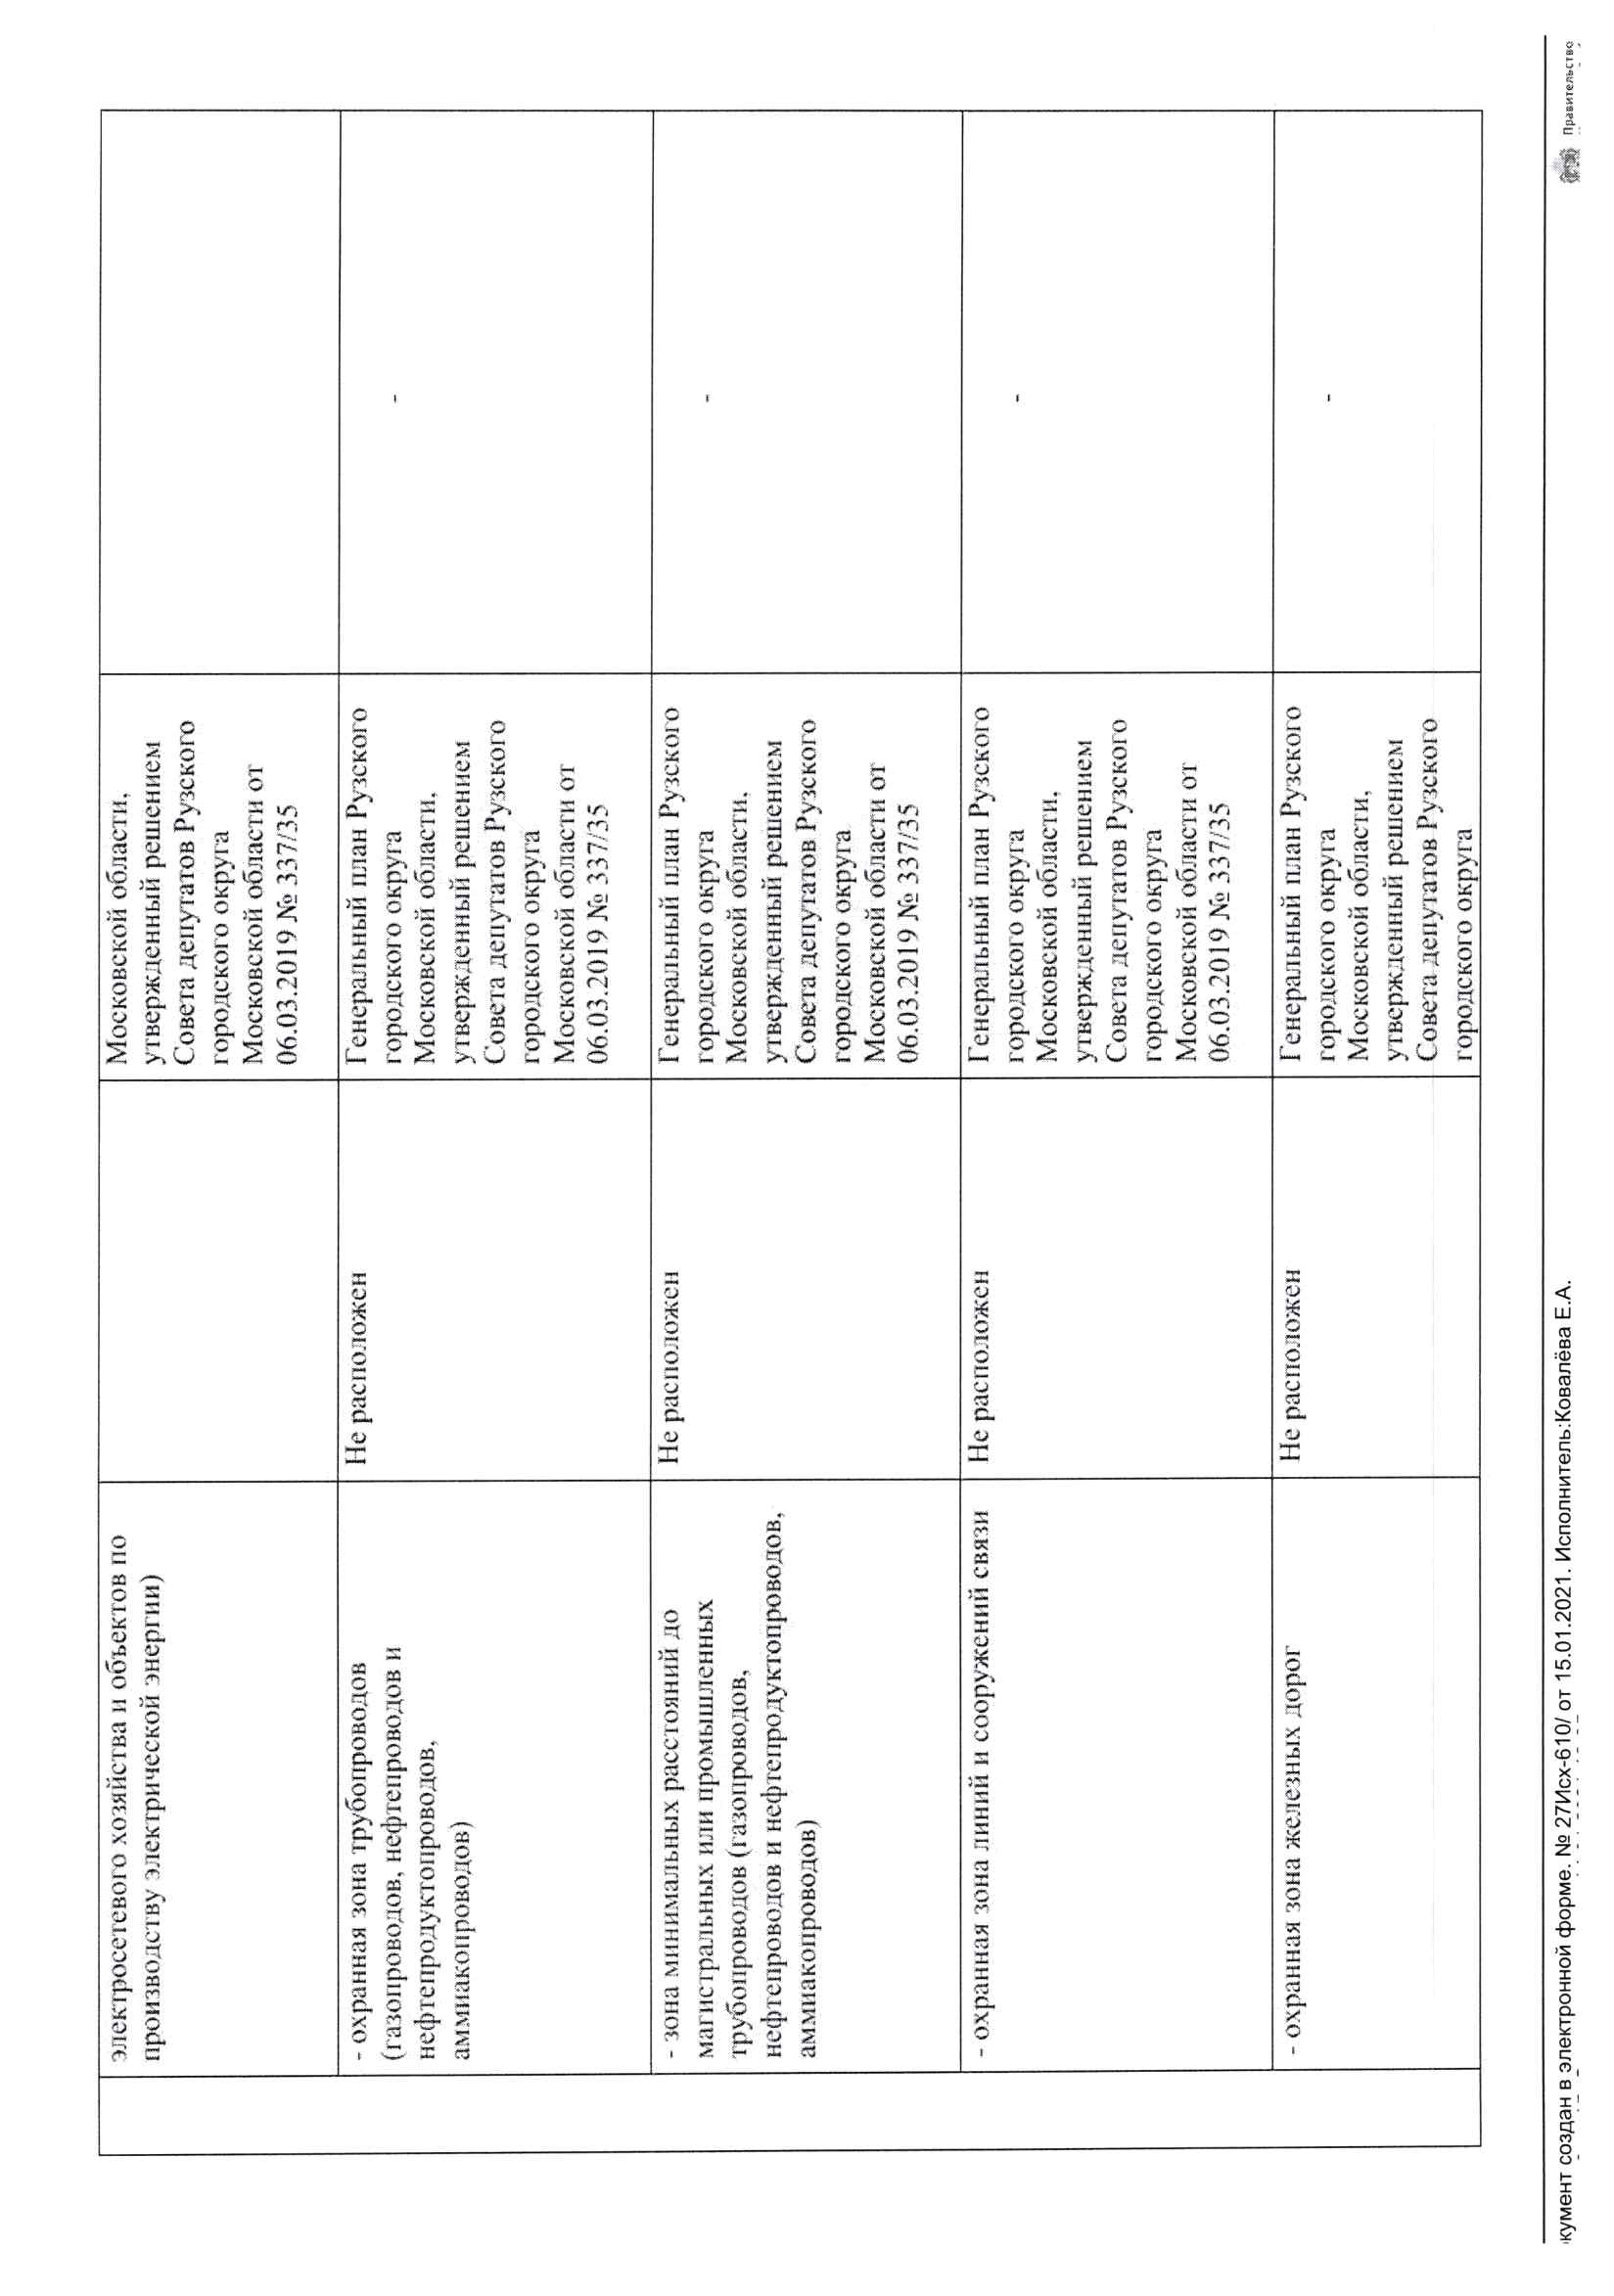 электросетевого хозяйства и объектов по
производству электрической энергии)
Московской области,
утвержденный решением
Совета депутатов Рузского
городского округа
Московской области от
06.03.2019 № 337/35
- охранная зона трубопроводов
(газопроводов, нефтепроводов и
нефтепродуктопроводов,
аммиакопроводов)
Не расположен
Генеральный план Рузского
городского округа
Московской области,
утвержденный решением
Совета депутатов Рузского
городского округа
Московской области от
06.03.2019 № 337/35
-
- зона минимальных расстояний до
магистральных или промышленных
трубопроводов (газопроводов,
нефтепроводов и нефтепродуктопроводов,
аммиакопроводов)
Не расположен
Генеральный план Рузского
городского округа
Московской области,
утвержденный решением
Совета депутатов Рузского
городского округа
Московской области от
06.03.2019 № 337/35
-
- охранная зона линий и сооружений связи
Не расположен
Генеральный план Рузского
городского округа
Московской области,
утвержденный решением
Совета депутатов Рузского
городского округа
Московской области от
06.03.2019 № 337/35
-
- охранная зона железных дорог
Не расположен
Генеральный план Рузского
городского округа
Московской области,
утвержденный решением
Совета депутатов Рузского
городского округа
-
кумент создан в электронной форме. № 27Исх-610/ от 15.01.2021. Исполнитель:Ковалёва Е.А.
Правительство